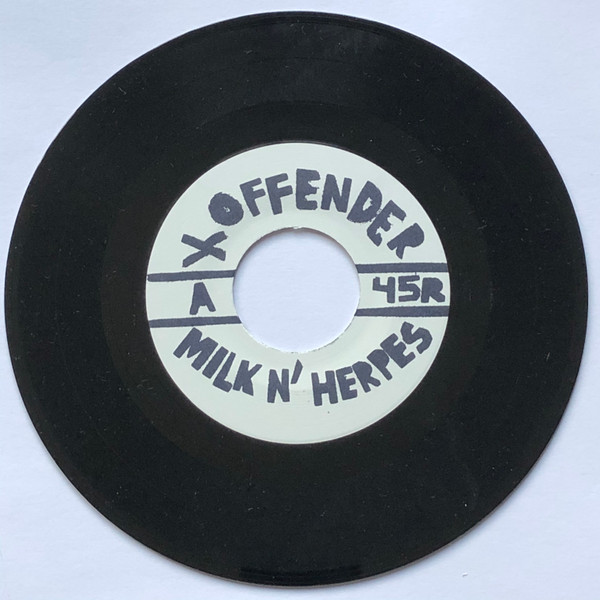 X OFFENDER
A
45R
MILK N' HERPES